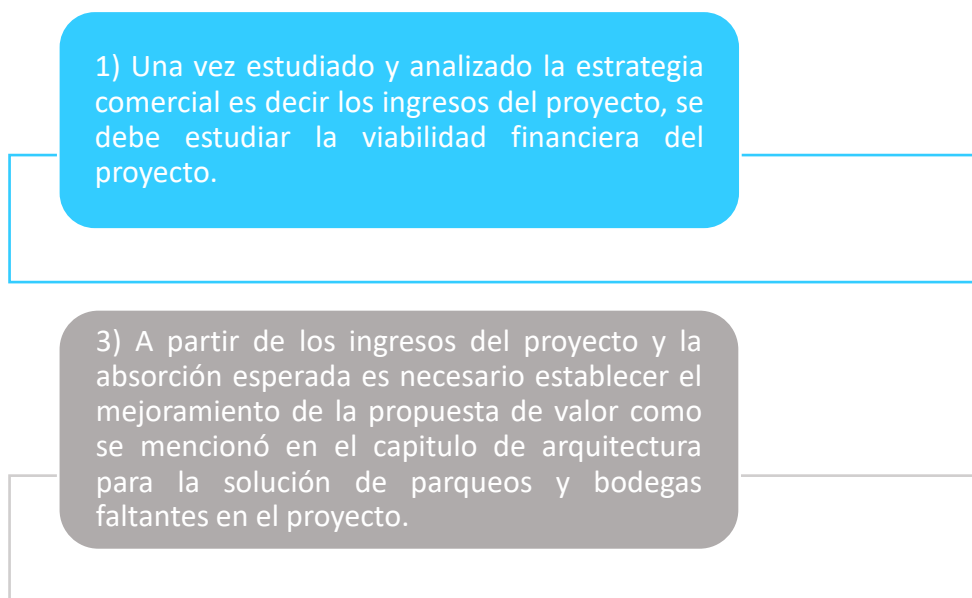 1) Una vez estudiado y analizado la estrategia
comercial es decir los ingresos del proyecto, se
debe estudiar la viabilidad financiera del
proyecto.
3) A partir de los ingresos del proyecto y la
absorción esperada es necesario establecer el
mejoramiento de la propuesta de valor como
se mencionó en el capitulo de arquitectura
para la solución de parqueos y bodegas
faltantes en el proyecto.